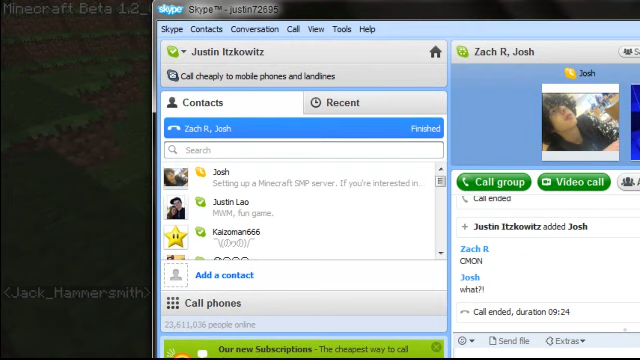 Minecraft Beta 1.2_
Skype™ - justin72695
Skype Contacts Conversation Call View Tools Help
Justin Itzkowitz
Call cheaply to mobile phones and landlines
Contacts
Recent
Zach R, Josh Finished
Search
Josh
Setting up a Minecraft SMP server. If you're interested in...
Justin Lao
MWM, fun game.
Kaizoman666
Add a contact
<Jack_Hammersmith>
Call phones
23,611,036 people online
Our new Subscriptions - The cheapest way to call
Zach R, Josh
Josh
Call group
Video call
Call ended
Justin Itzkowitz added Josh
Zach R
CMON
Josh
what?!
Call ended, duration 09:24
Send file
Extras